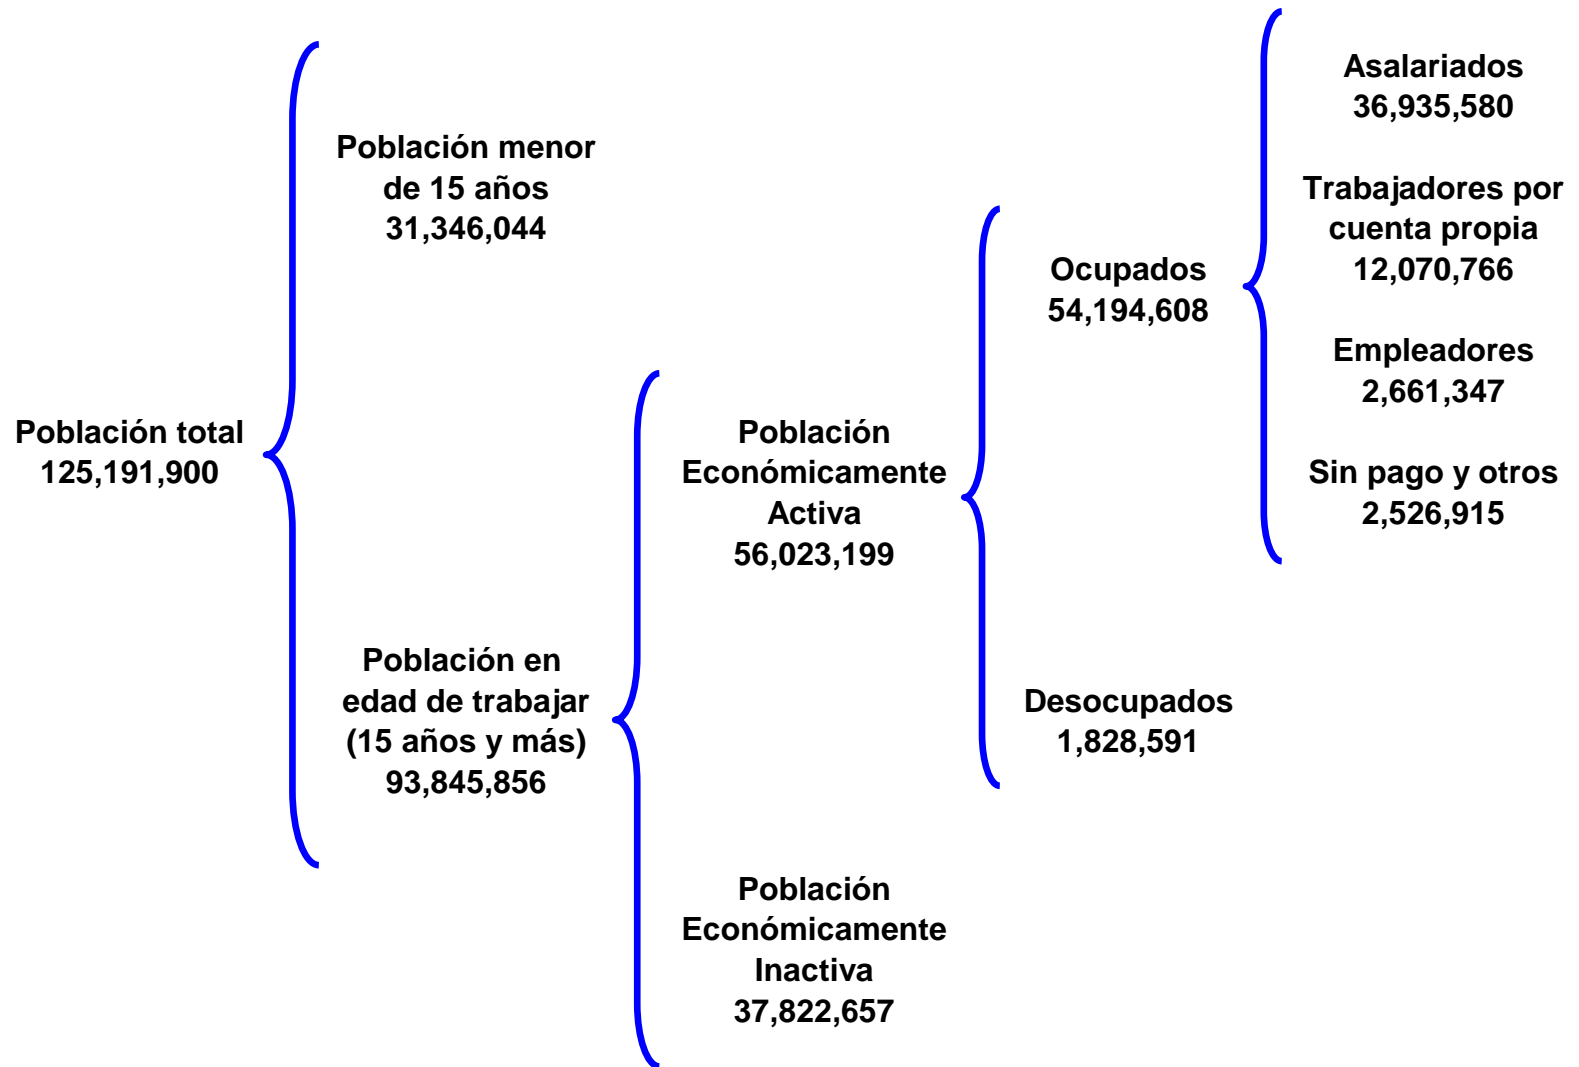 Población total
125,191,900
Población menor
de 15 años
31,346,044
Población en
edad de trabajar
(15 años y más)
93,845,856
Población
Económicamente
Activa
56,023,199
Población
Económicamente
Inactiva
37,822,657
Ocupados
54,194,608
Desocupados
1,828,591
Asalariados
36,935,580
Trabajadores por
cuenta propia
12,070,766
Empleadores
2,661,347
Sin pago y otros
2,526,915